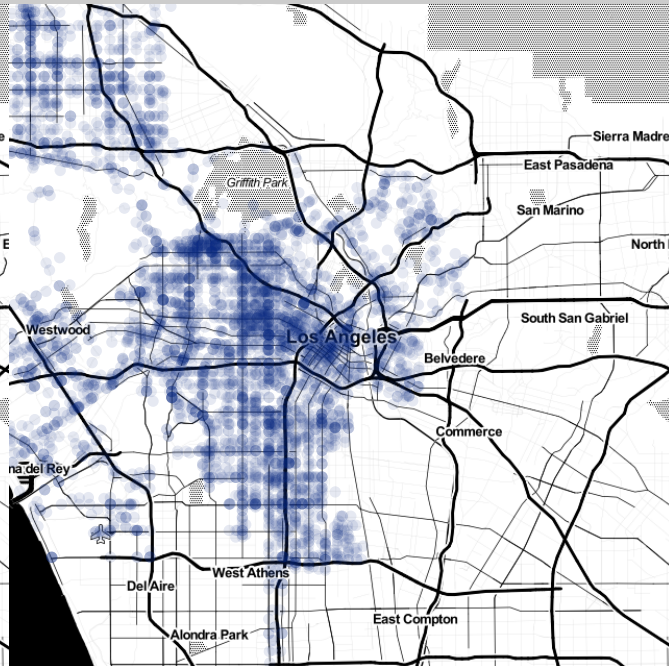 e
Sierra Madre
East Pasadena
Griffith Park
San Marino
E
North
South San Gabriel
Westwood
Los Angeles
Belvedere
Commerce
na del Rey
West Athens
Del Aire
East Compton
Alondra Park